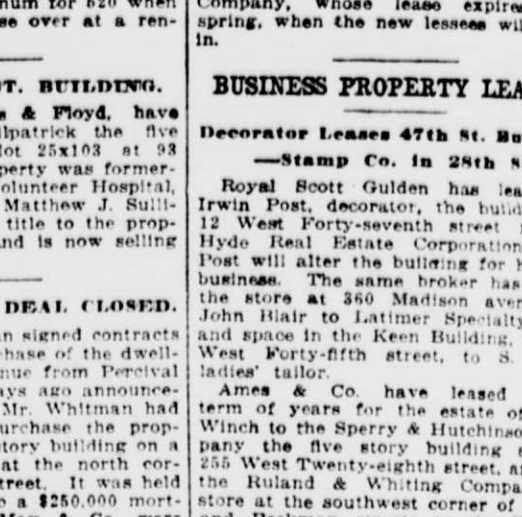 num for $20 when
se over at a ren-
T. BUILDING.
& Floyd, have
ilpatrick the five
lot 25x103 at 93
perty was former-
olunteer Hospital,
Matthew J. Sulli-
title to the prop-
nd is now selling
DEAL CLOSED.
an signed contracts
chase of the dwell-
nue from Percival
ays ago announce-
Mr. Whitman had
urchase the prop-
tory building on a
at the north cor-
treet. It was held
o a $250,000 mort-
Company, whose lease expire
spring, when the new lessees wil
in.
BUSINESS PROPERTY LEA
Decorator Leases 47th St. Bu
—Stamp Co. in 28th S
Royal Scott Gulden has lea
Irwin Post, decorator, the build
12 West Forty-seventh street
Hyde Real Estate Corporation
Post will alter the building for h
business. The same broker has
the store at 360 Madison aver
John Blair to Latimer Specialty
and space in the Keen Building,
West Forty-fifth street, to S.
ladies' tailor.
Ames & Co. have leased
term of years for the estate of
Winch to the Sperry & Hutchinso
pany the five story building
255 West Twenty-eighth street, a
the Ruland & Whiting Compa
store at the southwest corner of